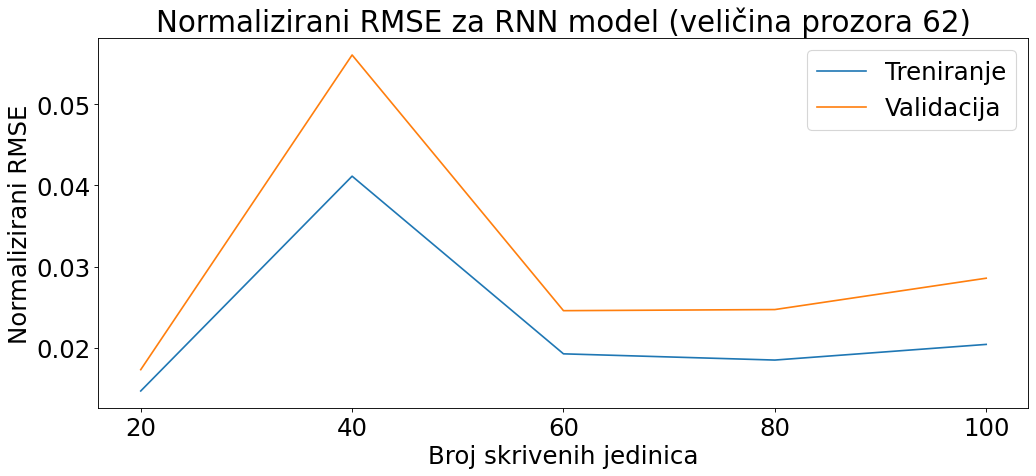 Normalizirani RMSE za RNN model (veličina prozora 62)
Treniranje
Validacija
Normalizirani RMSE
0.05
0.04
0.03
0.02
20 40 60 80 100
Broj skrivenih jedinica